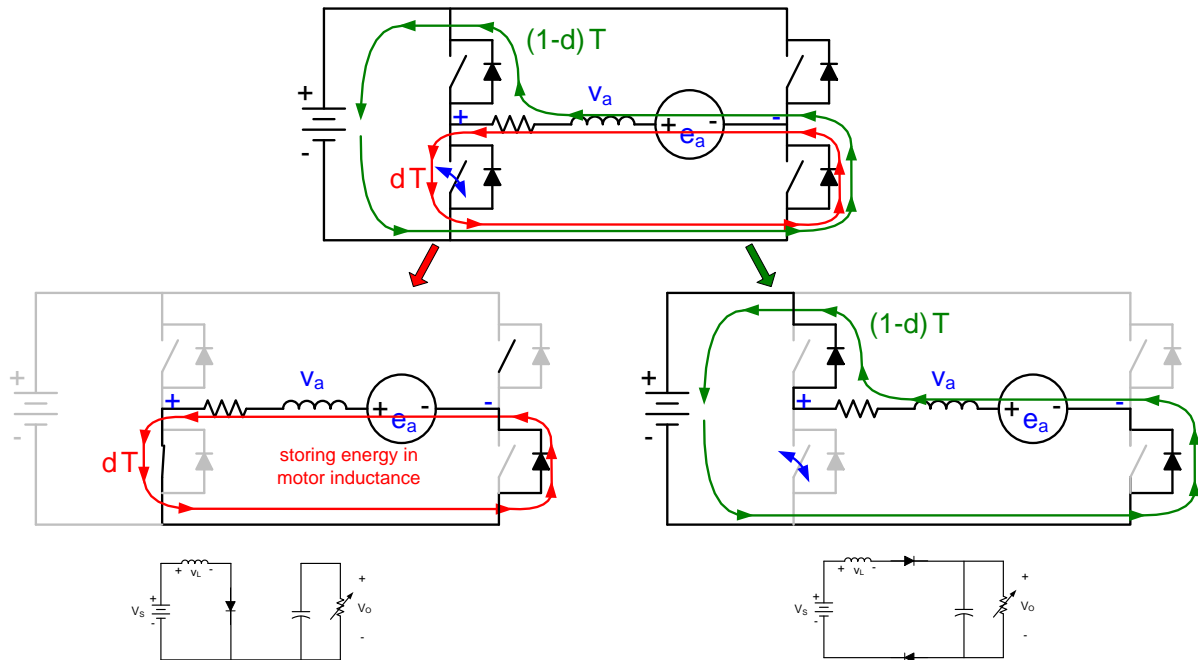 (1-d) T
va
+
+
-
+
-
ea
-
dT
(1-d) T
va
+
+
-
+
-
ea
-
dT
storing energy in
motor inductance
va
+
+
-
+
-
ea
-
+ vL -
+
VS
-
+
VO
-
+ vL -
+
VS
-
+
VO
-